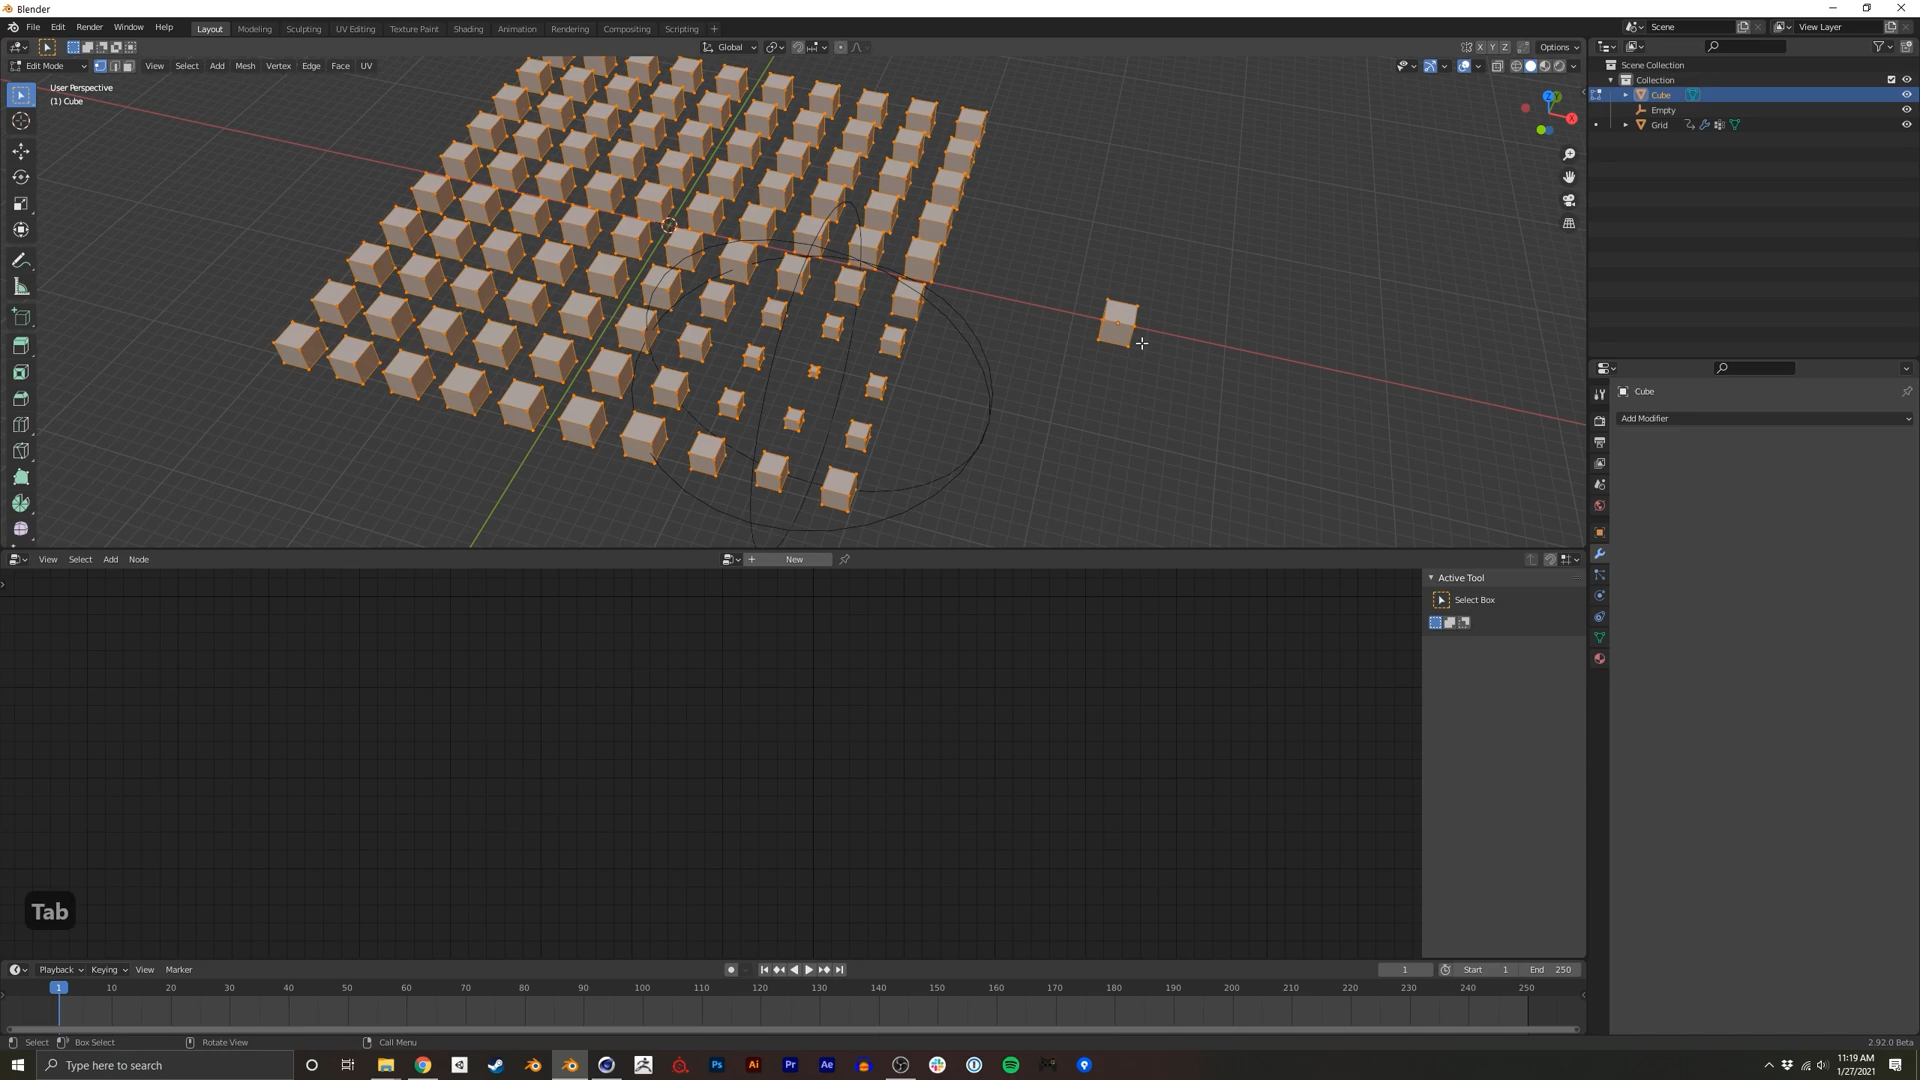 Blender
File Edit Render Window Help Layout Modeling Sculpting UV Editing Texture Paint Shading Animation Rendering Compositing Scripting + Scene View Layer
Global X Y Z Options
Edit Mode View Select Add Mesh Vertex Edge Face UV
User Perspective
(1) Cube
Z Y X
Scene Collection
Collection
Cube
Empty
Grid
Cube
Add Modifier
View Select Add Node + New
Active Tool
Select Box
Tab
Playback Keying View Marker 1 Start 1 End 250
1 10 20 30 40 50 60 70 80 90 100 110 120 130 140 150 160 170 180 190 200 210 220 230 240 250
Select Box Select Rotate View Call Menu 2.92.0 Beta
Type here to search Ps Ai Pr Ae 11:19 AM
1/27/2021